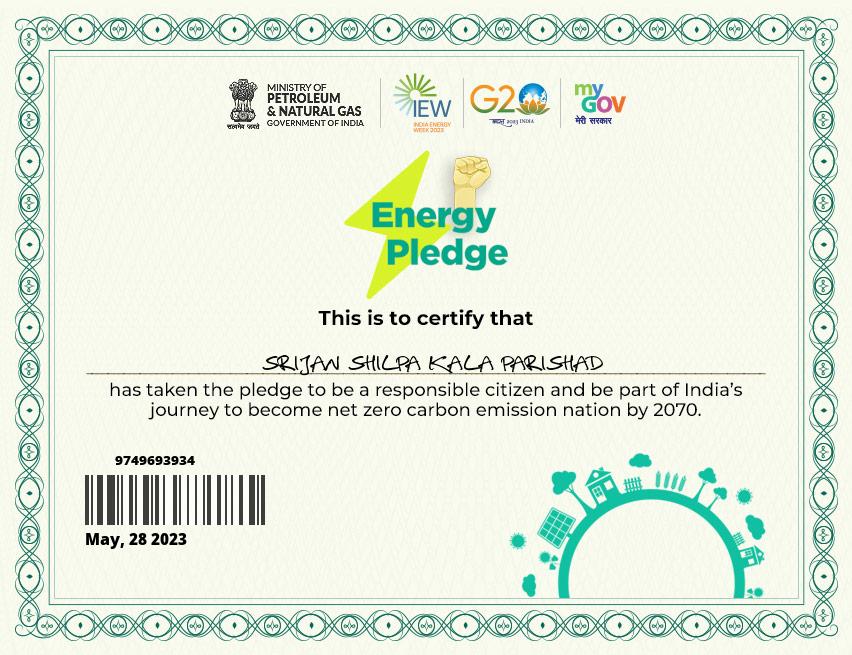 MINISTRY OF
PETROLEUM
& NATURAL GAS
GOVERNMENT OF INDIA
सत्यमेव जयते
IEW
INDIA ENERGY
WEEK 2023
G20
भारत 2023 INDIA
my
GOV
मेरी सरकार
Energy
Pledge
This is to certify that
SRIJAN SHILPA KALA PARISHAD
has taken the pledge to be a responsible citizen and be part of India's
journey to become net zero carbon emission nation by 2070.
9749693934
May, 28 2023